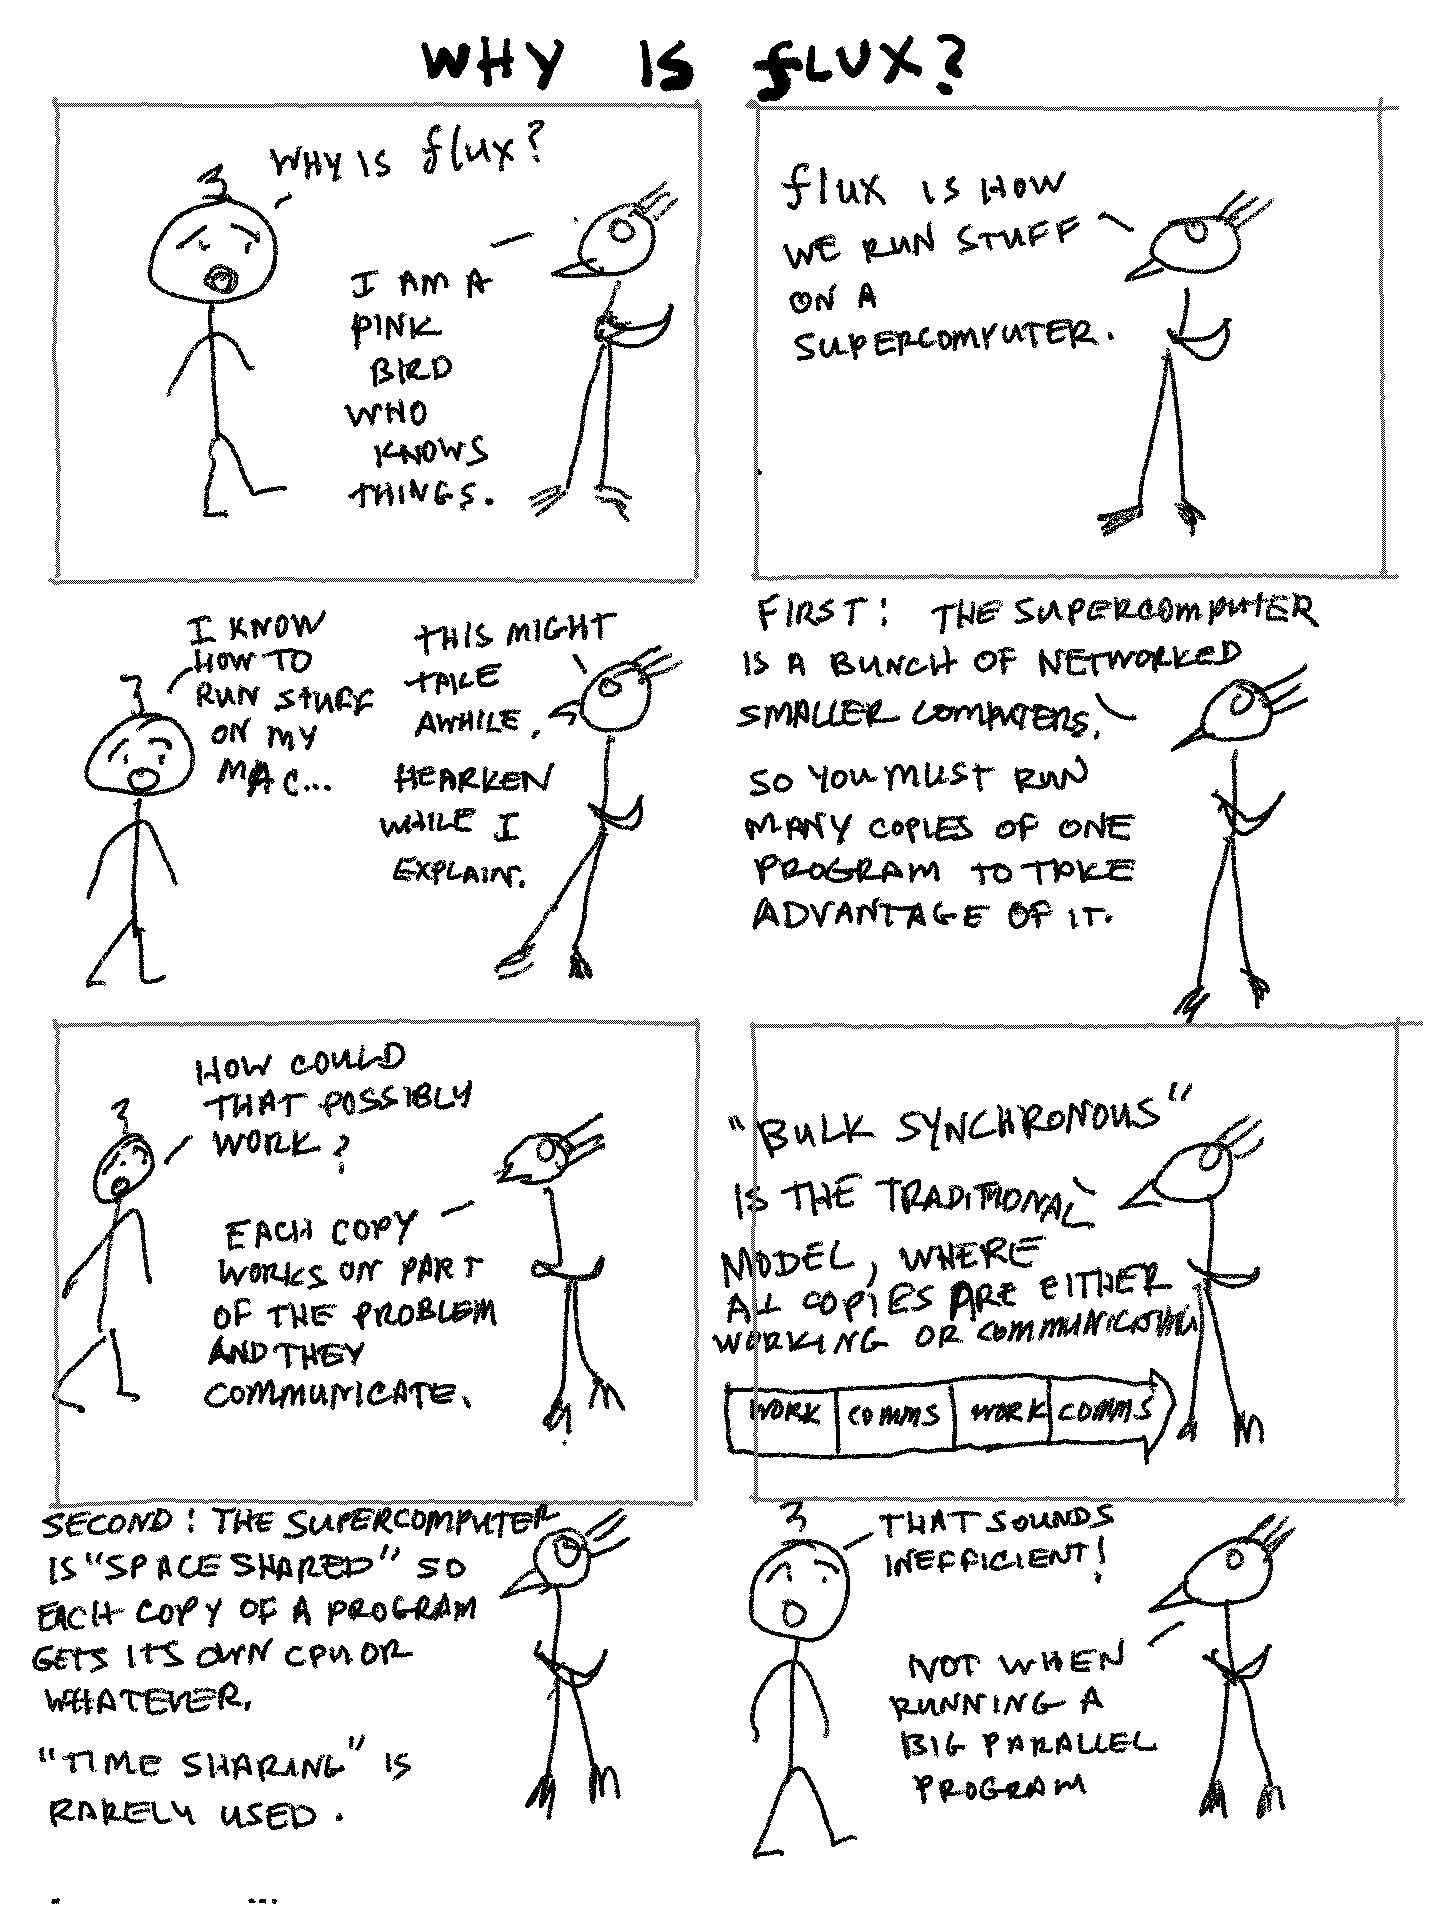 WHY IS fLUX?
WHY IS flux?
I AM A
PINK
BIRD
WHO
KNOWS
THINGS.
flux IS HOW
WE RUN STUFF
ON A
SUPERCOMPUTER.
I KNOW
HOW TO
RUN STUFF
ON MY
MAC...
THIS MIGHT
TAKE
AWHILE.
HEARKEN
WHILE I
EXPLAIN.
FIRST: THE SUPERCOMPUTER
IS A BUNCH OF NETWORKED
SMALLER COMPUTERS.
SO YOU MUST RUN
MANY COPIES OF ONE
PROGRAM TO TAKE
ADVANTAGE OF IT.
HOW COULD
THAT POSSIBLY
WORK?
EACH COPY
WORKS ON PART
OF THE PROBLEM
AND THEY
COMMUNICATE.
"BULK SYNCHRONOUS"
IS THE TRADITIONAL
MODEL, WHERE
ALL COPIES ARE EITHER
WORKING OR COMMUNICATING
WORK COMMS WORK COMMS
SECOND: THE SUPERCOMPUTER
IS "SPACE SHARED" SO
EACH COPY OF A PROGRAM
GETS ITS OWN CPU OR
WHATEVER.
"TIME SHARING" IS
RARELY USED.
THAT SOUNDS
INEFFICIENT!
NOT WHEN
RUNNING A
BIG PARALLEL
PROGRAM